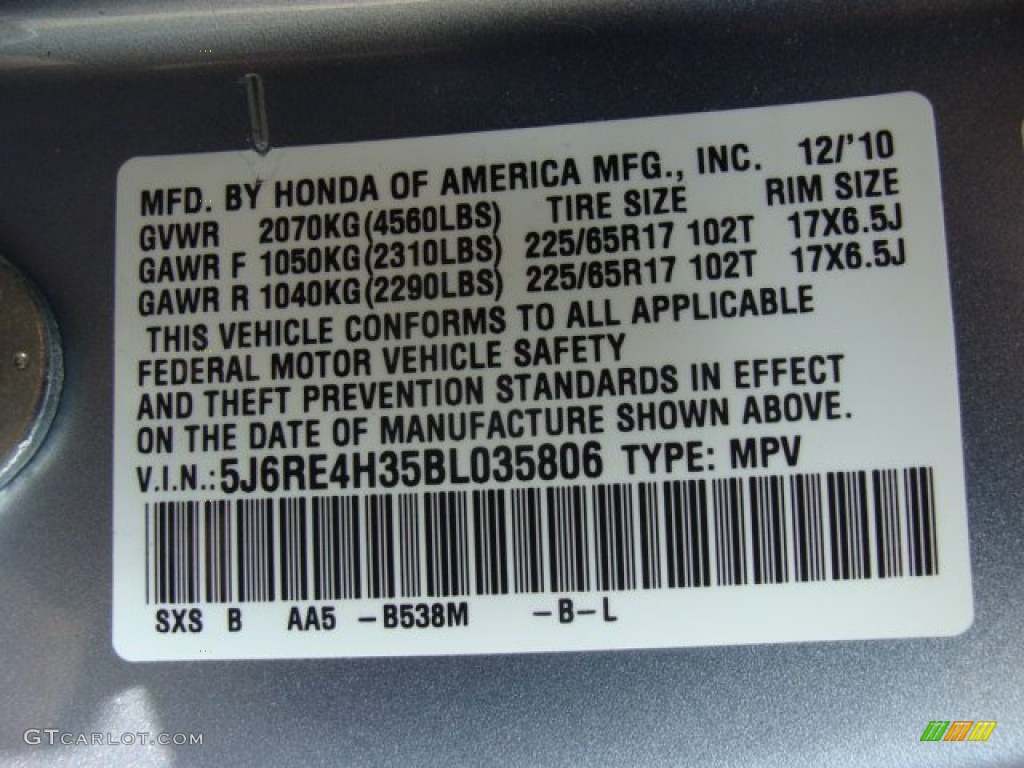 MFD. BY HONDA OF AMERICA MFG., INC. 12/'10
GVWR 2070KG(4560LBS) TIRE SIZE RIM SIZE
GAWR F 1050KG(2310LBS) 225/65R17 102T 17X6.5J
GAWR R 1040KG(2290LBS) 225/65R17 102T 17X6.5J
THIS VEHICLE CONFORMS TO ALL APPLICABLE
FEDERAL MOTOR VEHICLE SAFETY
AND THEFT PREVENTION STANDARDS IN EFFECT
ON THE DATE OF MANUFACTURE SHOWN ABOVE.
V.I.N.:5J6RE4H35BL035806 TYPE: MPV
SXS B AA5 -B538M -B-L
GTCARLOT.COM